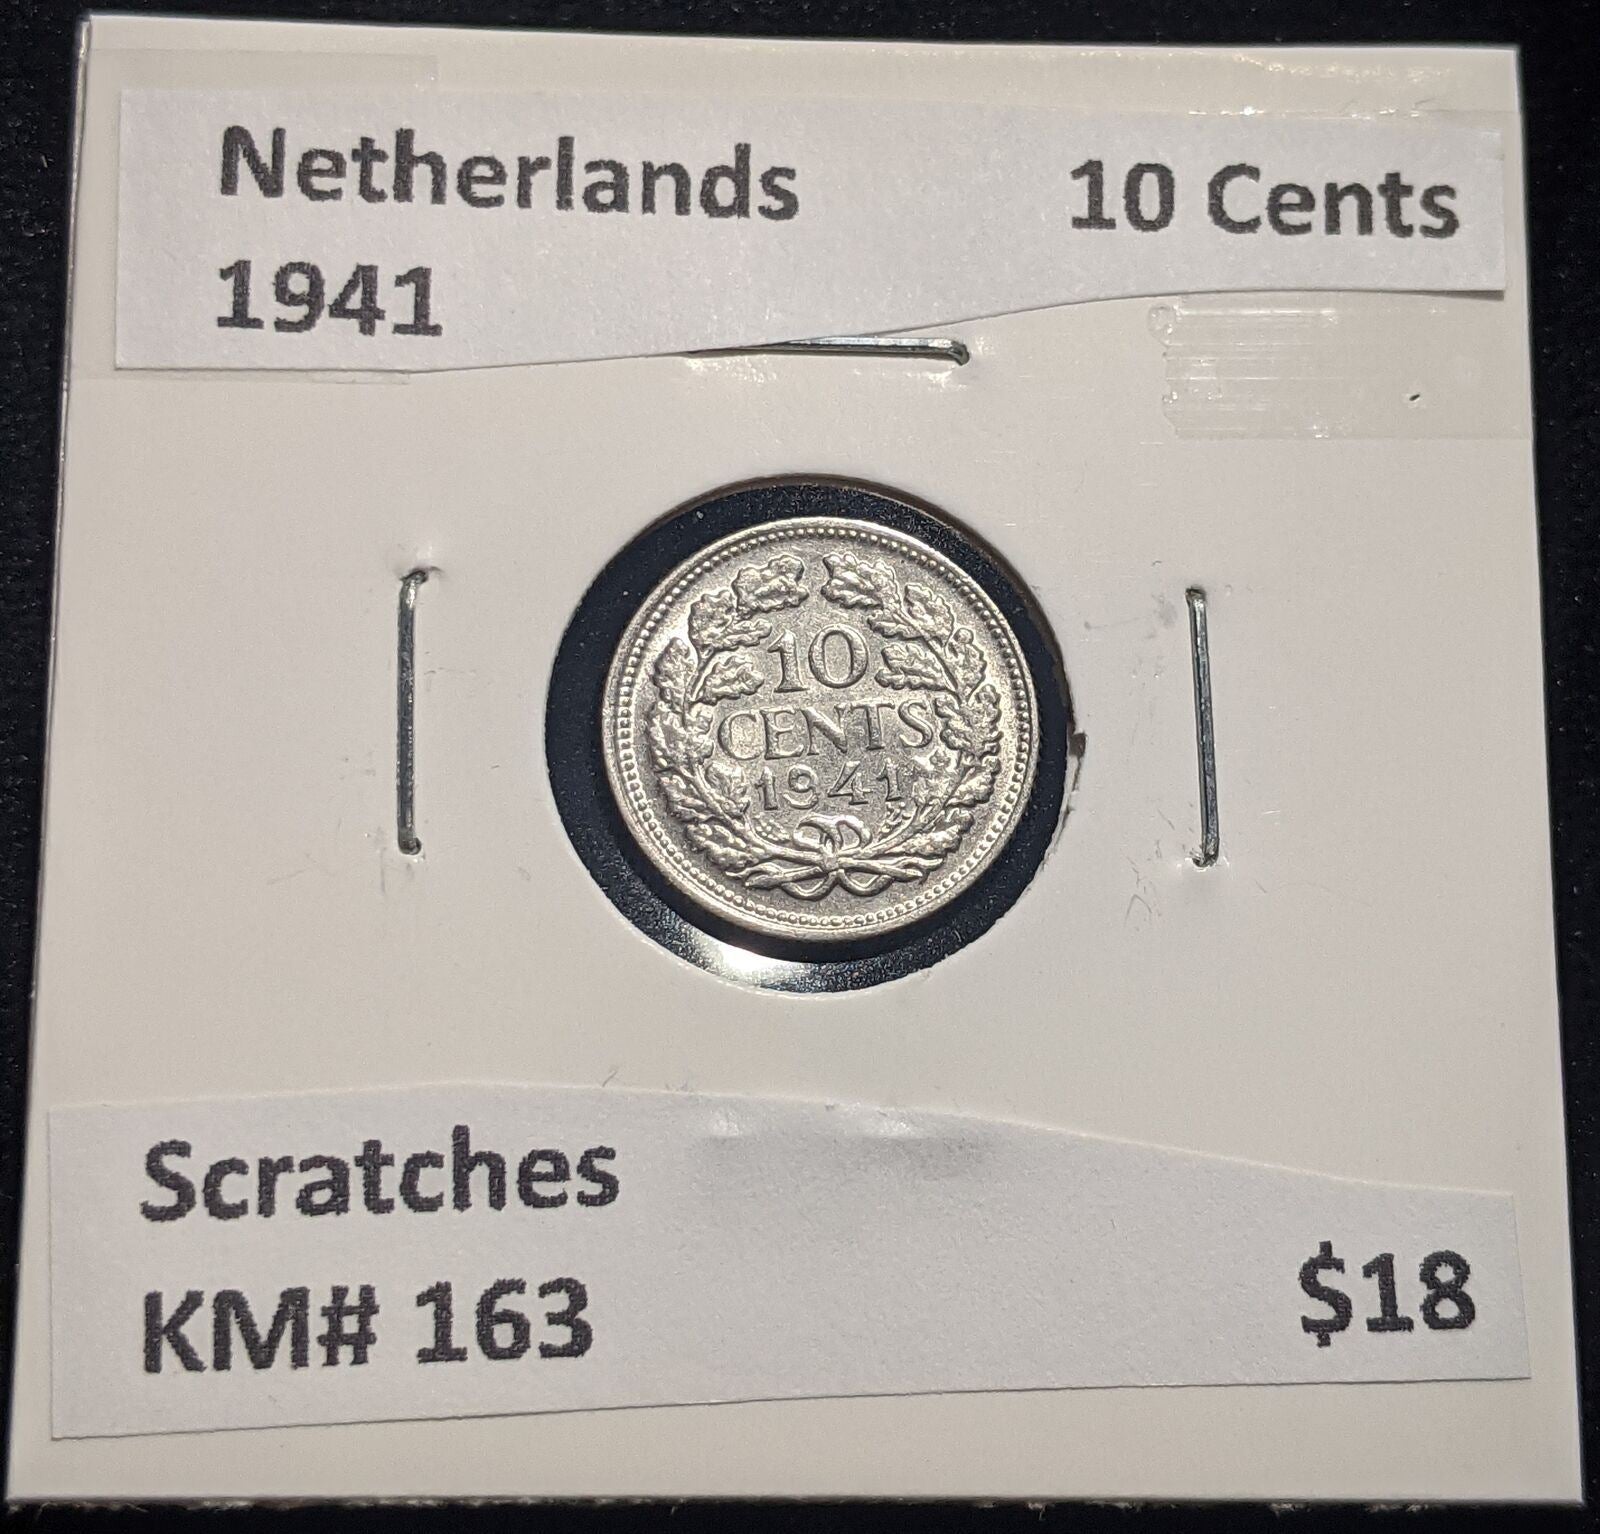 Netherlands 10 Cents
1941
10
CENTS
1941
Scratches
KM# 163 $18